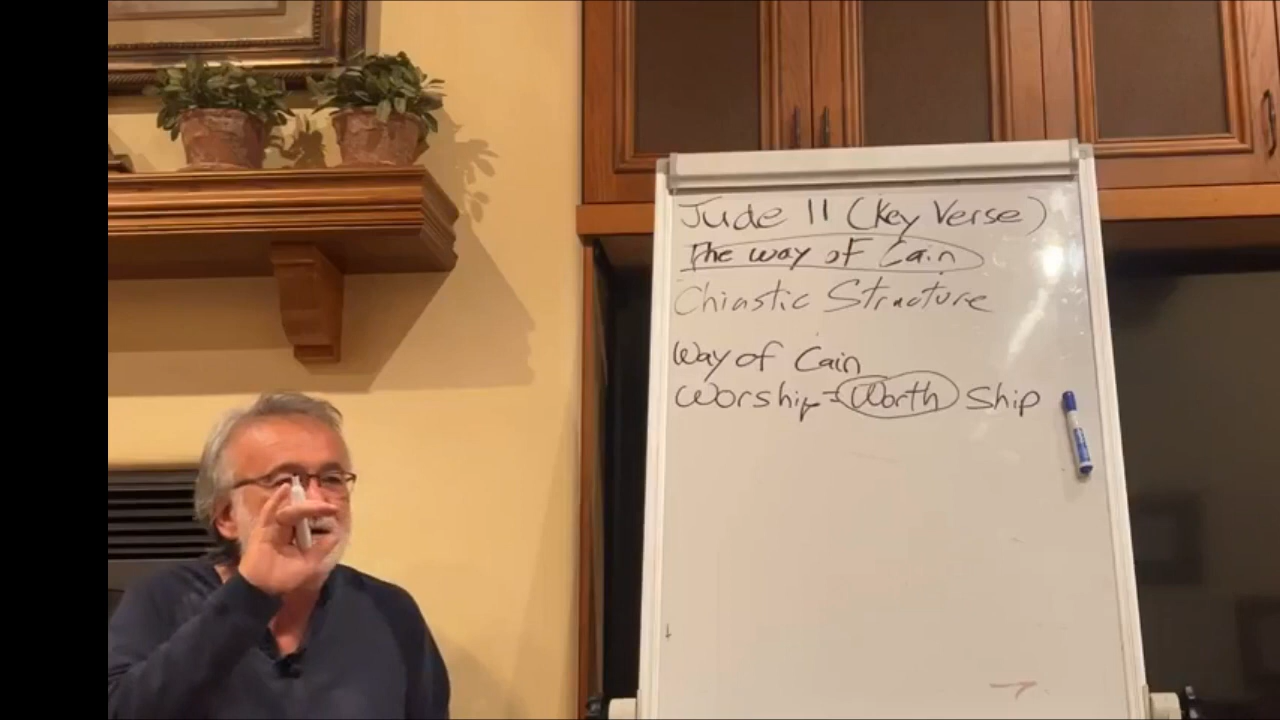 Jude 11 (Key Verse)
The way of Cain
Chiastic Structure
Way of Cain
Worship = Worth Ship